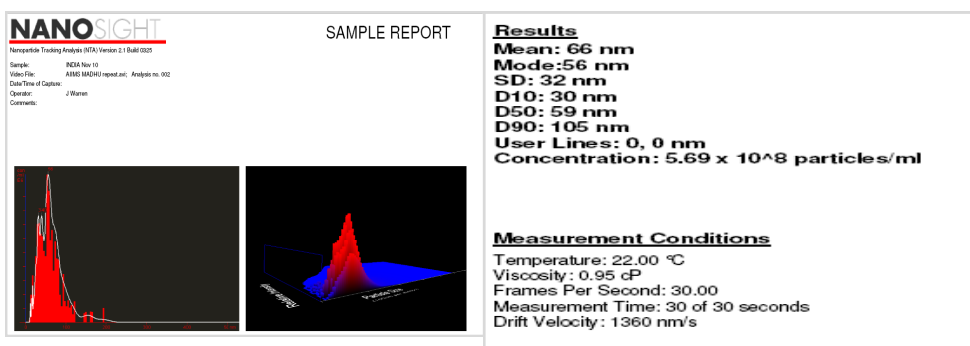 NANOSIGHT
SAMPLE REPORT
Nanoparticle Tracking Analysis (NTA) Version 2.1 Build 0325
Sample: INDIA Nov 10
Video File: AIIMS MADHU repeat.avi; Analysis no. 002
Date/Time of Capture:
Operator: J Warren
Comments:
Particle Size
Results
Mean: 66 nm
Mode:56 nm
SD: 32 nm
D10: 30 nm
D50: 59 nm
D90: 105 nm
User Lines: 0, 0 nm
Concentration: 5.69 x 10^8 particles/ml
Measurement Conditions
Temperature: 22.00 °C
Viscosity: 0.95 cP
Frames Per Second: 30.00
Measurement Time: 30 of 30 seconds
Drift Velocity: 1360 nm/s